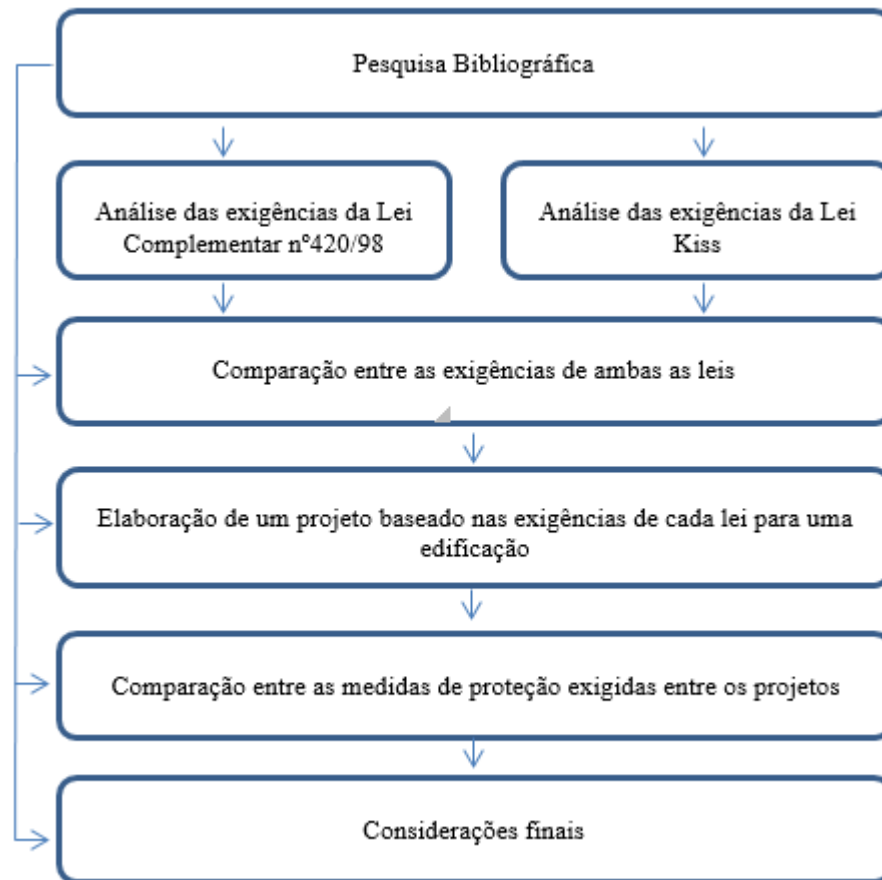 Pesquisa Bibliográfica
Análise das exigências da Lei
Complementar nº420/98
Análise das exigências da Lei
Kiss
Comparação entre as exigências de ambas as leis
Elaboração de um projeto baseado nas exigências de cada lei para uma
edificação
Comparação entre as medidas de proteção exigidas entre os projetos
Considerações finais